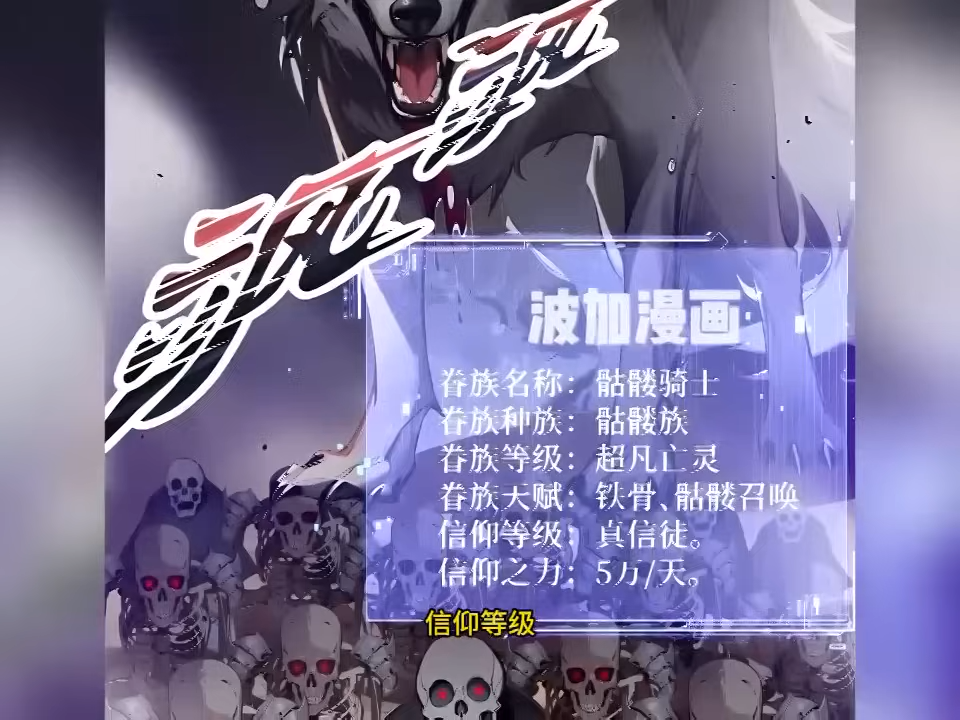 波加漫画
眷族名称：骷髅骑士
眷族种族：骷髅族
眷族等级：超凡亡灵
眷族天赋：铁骨、骷髅召唤
信仰等级：真信徒。
信仰之力：5万/天。
信仰等级